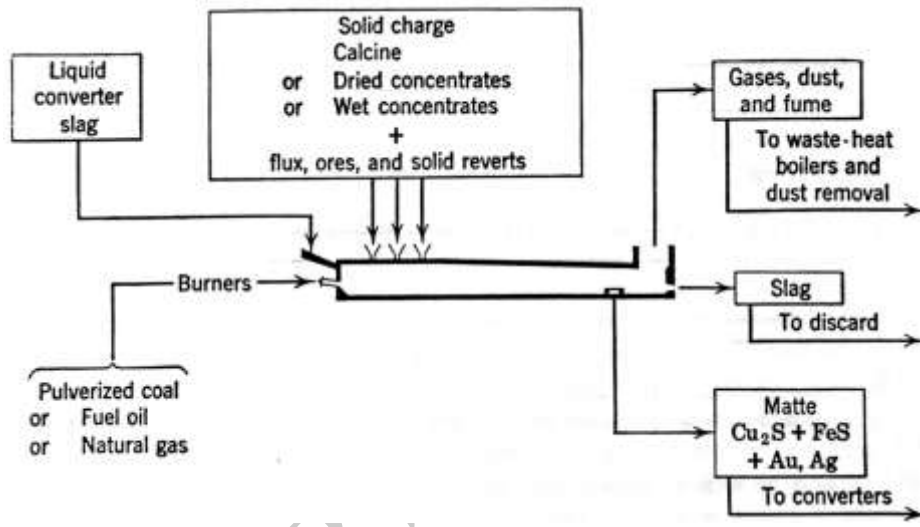 Solid charge
Calcine
or Dried concentrates
or Wet concentrates
+
flux, ores, and solid reverts
Liquid
converter
slag
Gases, dust,
and fume
To waste-heat
boilers and
dust removal
Burners
Slag
To discard
Pulverized coal
or Fuel oil
or Natural gas
Matte
Cu₂S + FeS
+ Au, Ag
To converters